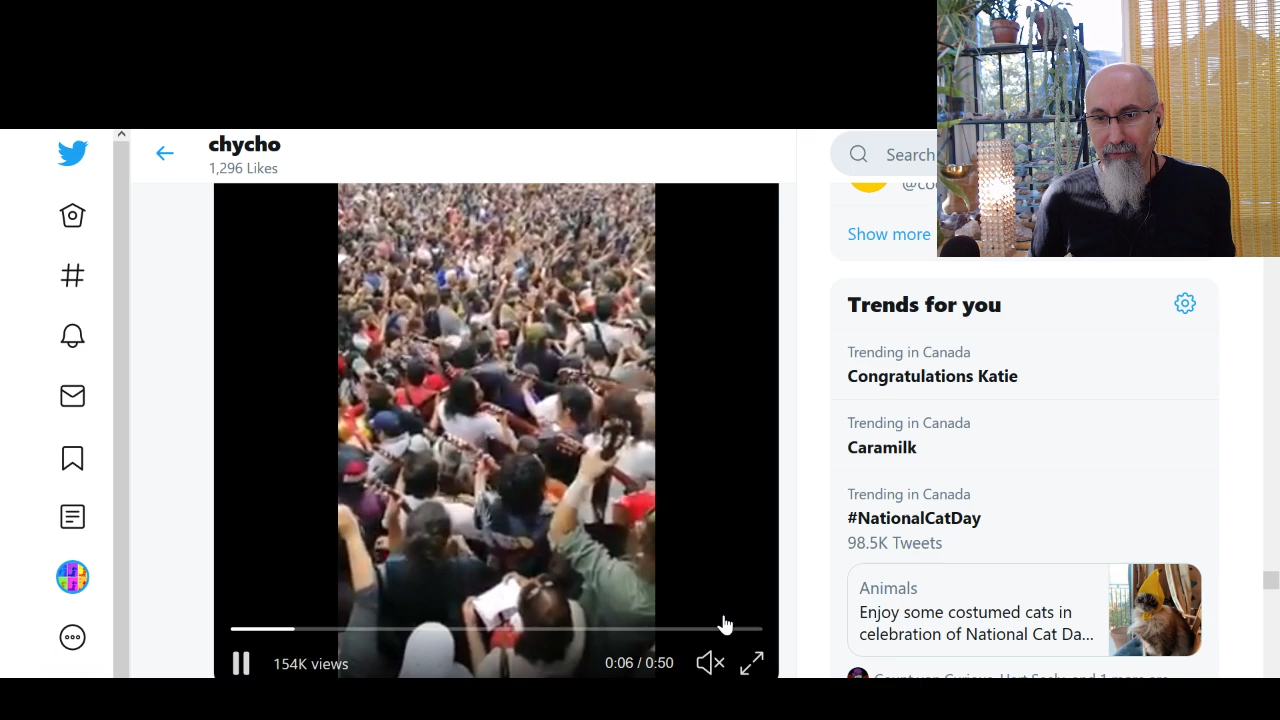 chycho
1,296 Likes
Search
Show more
Trends for you
Trending in Canada
Congratulations Katie
Trending in Canada
Caramilk
Trending in Canada
#NationalCatDay
98.5K Tweets
Animals
Enjoy some costumed cats in
celebration of National Cat Da...
154K views
0:06 / 0:50